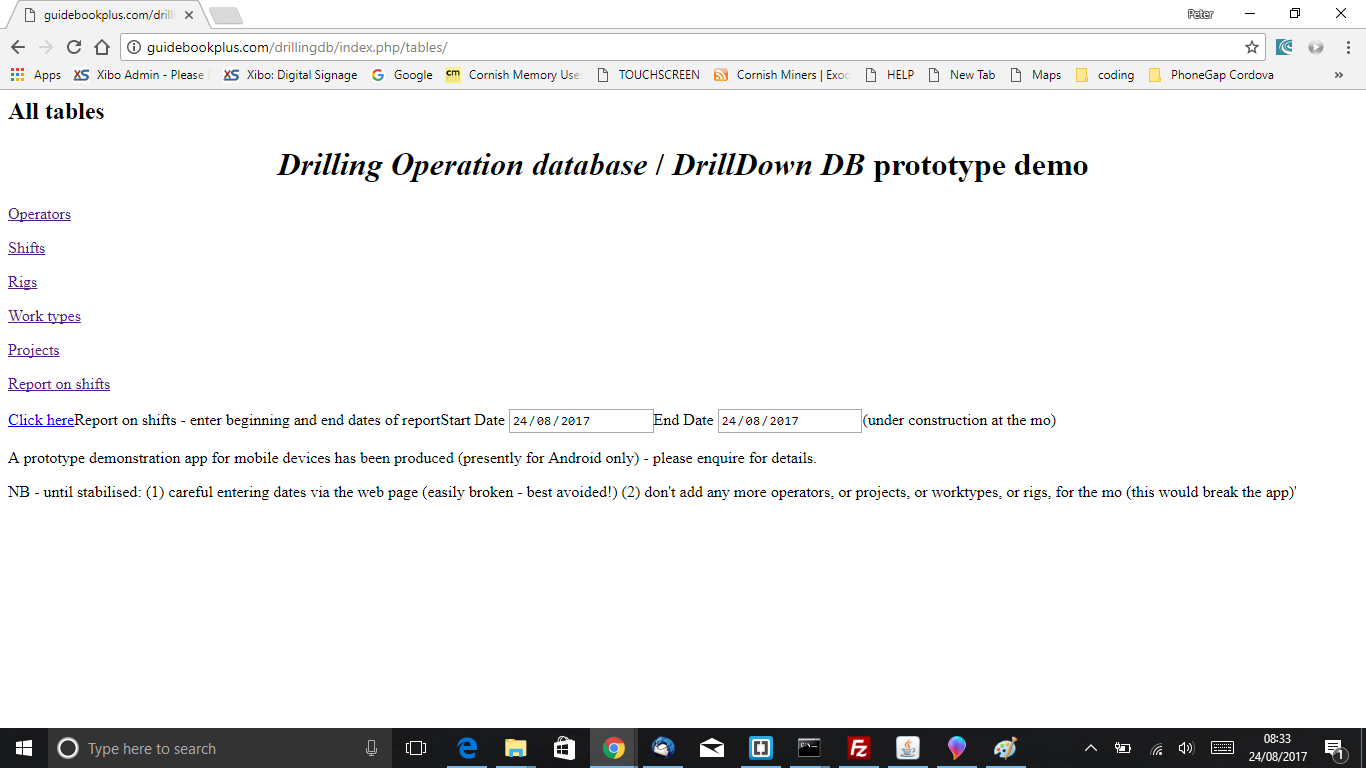 guidebookplus.com/drill
Peter
guidebookplus.com/drillingdb/index.php/tables/
Apps
Xibo Admin - Please
Xibo: Digital Signage
Google
cm
Cornish Memory Use
TOUCHSCREEN
Cornish Miners | Exo
HELP
New Tab
Maps
coding
PhoneGap Cordova
»
All tables
Drilling Operation database / DrillDown DB prototype demo
Operators
Shifts
Rigs
Work types
Projects
Report on shifts
Click hereReport on shifts - enter beginning and end dates of reportStart Date 24/08/2017End Date 24/08/2017(under construction at the mo)
A prototype demonstration app for mobile devices has been produced (presently for Android only) - please enquire for details.
NB - until stabilised: (1) careful entering dates via the web page (easily broken - best avoided!) (2) don't add any more operators, or projects, or worktypes, or rigs, for the mo (this would break the app)'
Type here to search
08:33
24/08/2017
1